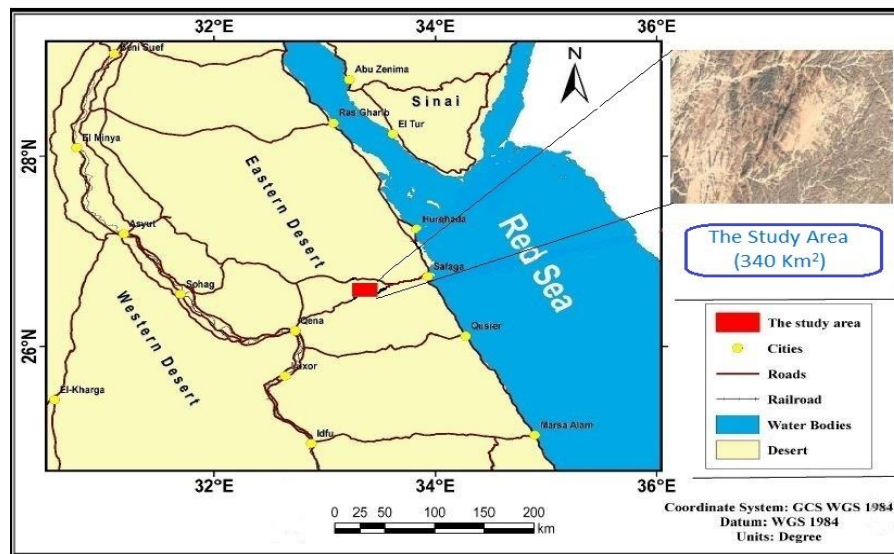 32°E 34°E 36°E
Beni Suef
Abu Zenima
N
Sinai
Ras Gharib
El Tur
El Minya
28°N
28°N
Eastern Desert
Hurghada
Red Sea
The Study Area
(340 Km²)
Asyut
Safaga
Sohag
Western Desert
Qena
Qusier
26°N
26°N
Luxor
El-Kharga
Idfu
Marsa Alam
The study area
Cities
Roads
Railroad
Water Bodies
Desert
32°E 34°E 36°E
0 25 50 100 150 200
km
Coordinate System: GCS WGS 1984
Datum: WGS 1984
Units: Degree